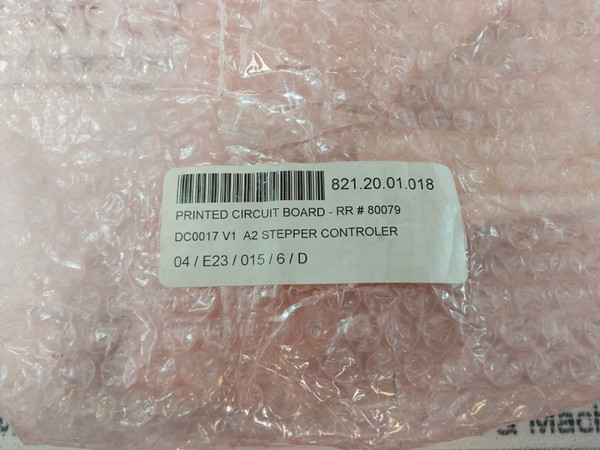 821.20.01.018
PRINTED CIRCUIT BOARD - RR # 80079
DC0017 V1 A2 STEPPER CONTROLER
04 / E23 / 015 / 6 / D